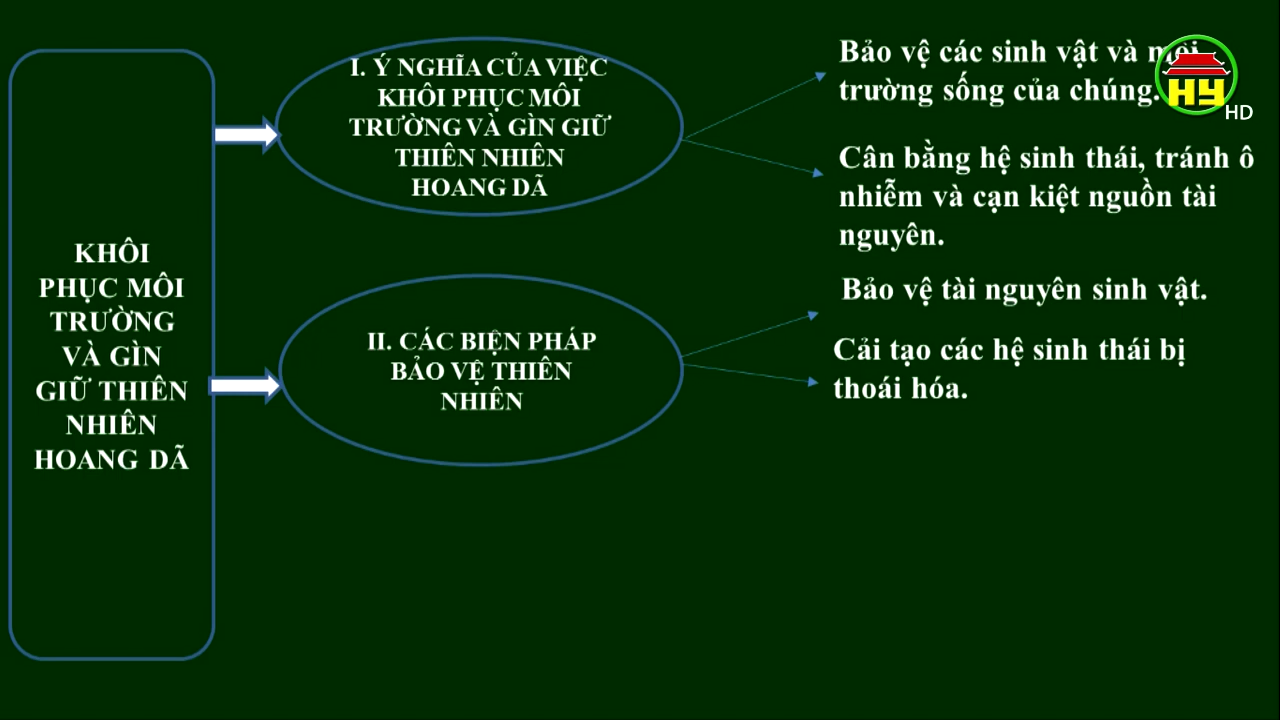 KHÔI
PHỤC MÔI
TRƯỜNG
VÀ GÌN
GIỮ THIÊN
NHIÊN
HOANG DÃ
I. Ý NGHĨA CỦA VIỆC
KHÔI PHỤC MÔI
TRƯỜNG VÀ GÌN GIỮ
THIÊN NHIÊN
HOANG DÃ
Bảo vệ các sinh vật và môi
trường sống của chúng.
Cân bằng hệ sinh thái, tránh ô
nhiễm và cạn kiệt nguồn tài
nguyên.
II. CÁC BIỆN PHÁP
BẢO VỆ THIÊN
NHIÊN
Bảo vệ tài nguyên sinh vật.
Cải tạo các hệ sinh thái bị
thoái hóa.
HY
HD